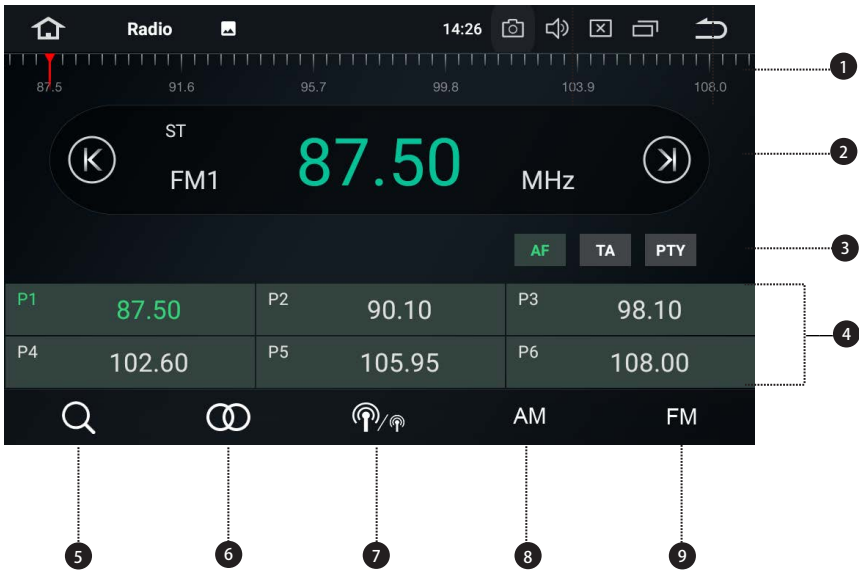 Radio 14:26
87.5 91.6 95.7 99.8 103.9 108.0
1
ST
FM1 87.50 MHz
2
AF TA PTY
3
P1 87.50 P2 90.10 P3 98.10
4
P4 102.60 P5 105.95 P6 108.00
AM FM
5 6 7 8 9